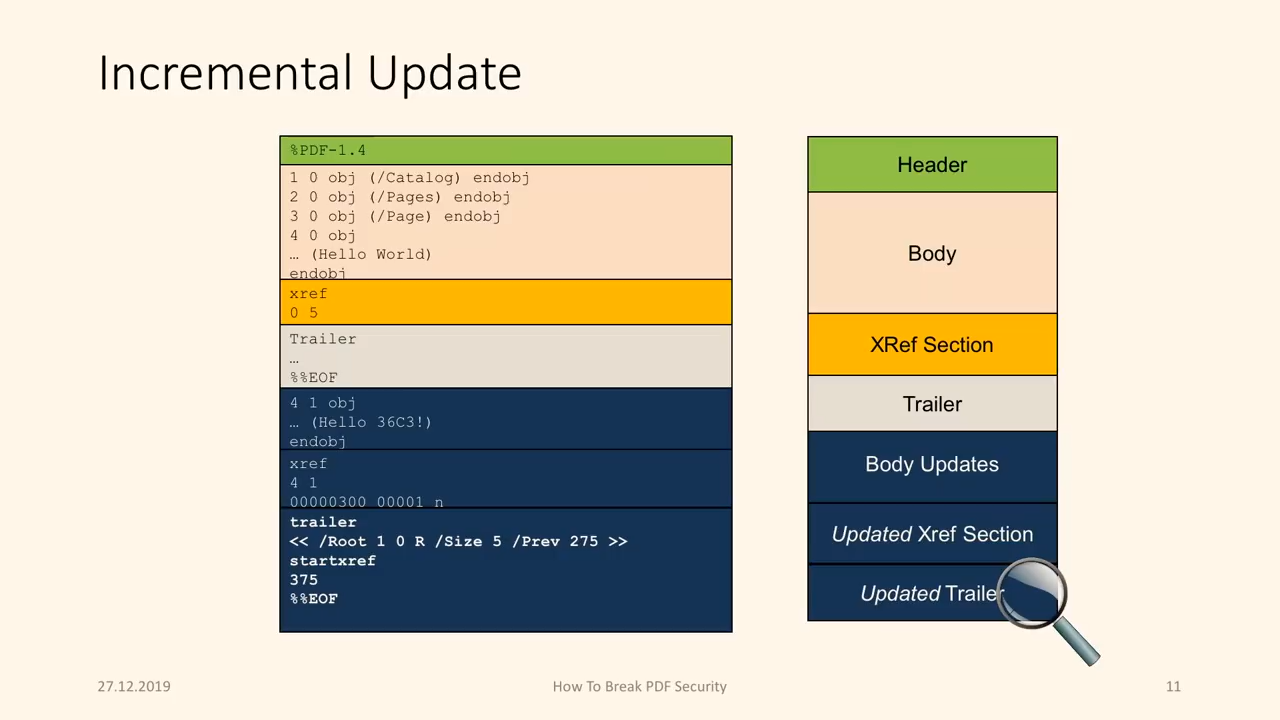 Incremental Update
%PDF-1.4
1 0 obj (/Catalog) endobj
2 0 obj (/Pages) endobj
3 0 obj (/Page) endobj
4 0 obj
… (Hello World)
endobj
xref
0 5
Trailer
…
%%EOF
4 1 obj
… (Hello 36C3!)
endobj
xref
4 1
00000300 00001 n
trailer
<< /Root 1 0 R /Size 5 /Prev 275 >>
startxref
375
%%EOF
Header
Body
XRef Section
Trailer
Body Updates
Updated Xref Section
Updated Trailer
27.12.2019
How To Break PDF Security
11